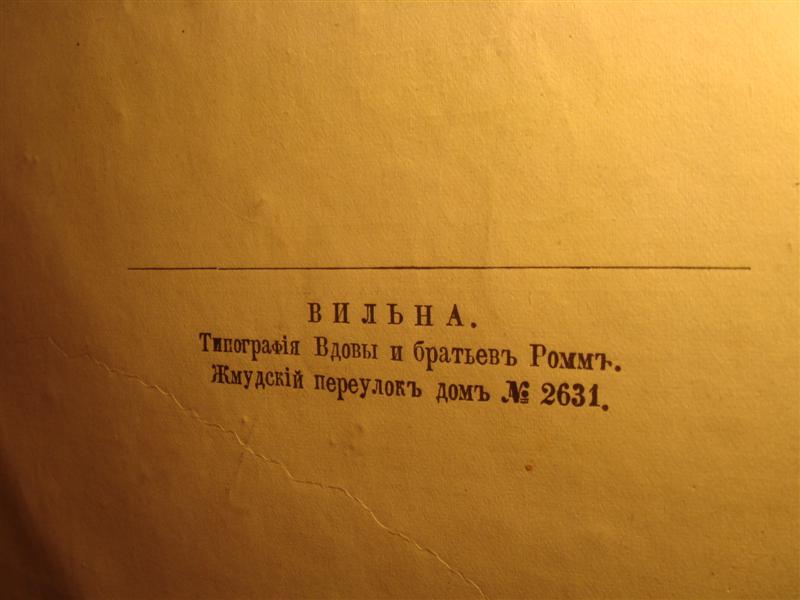 ВИЛЬНА.
Типографія Вдовы и братьевъ Роммъ.
Жмудскій переулокъ домъ № 2631.